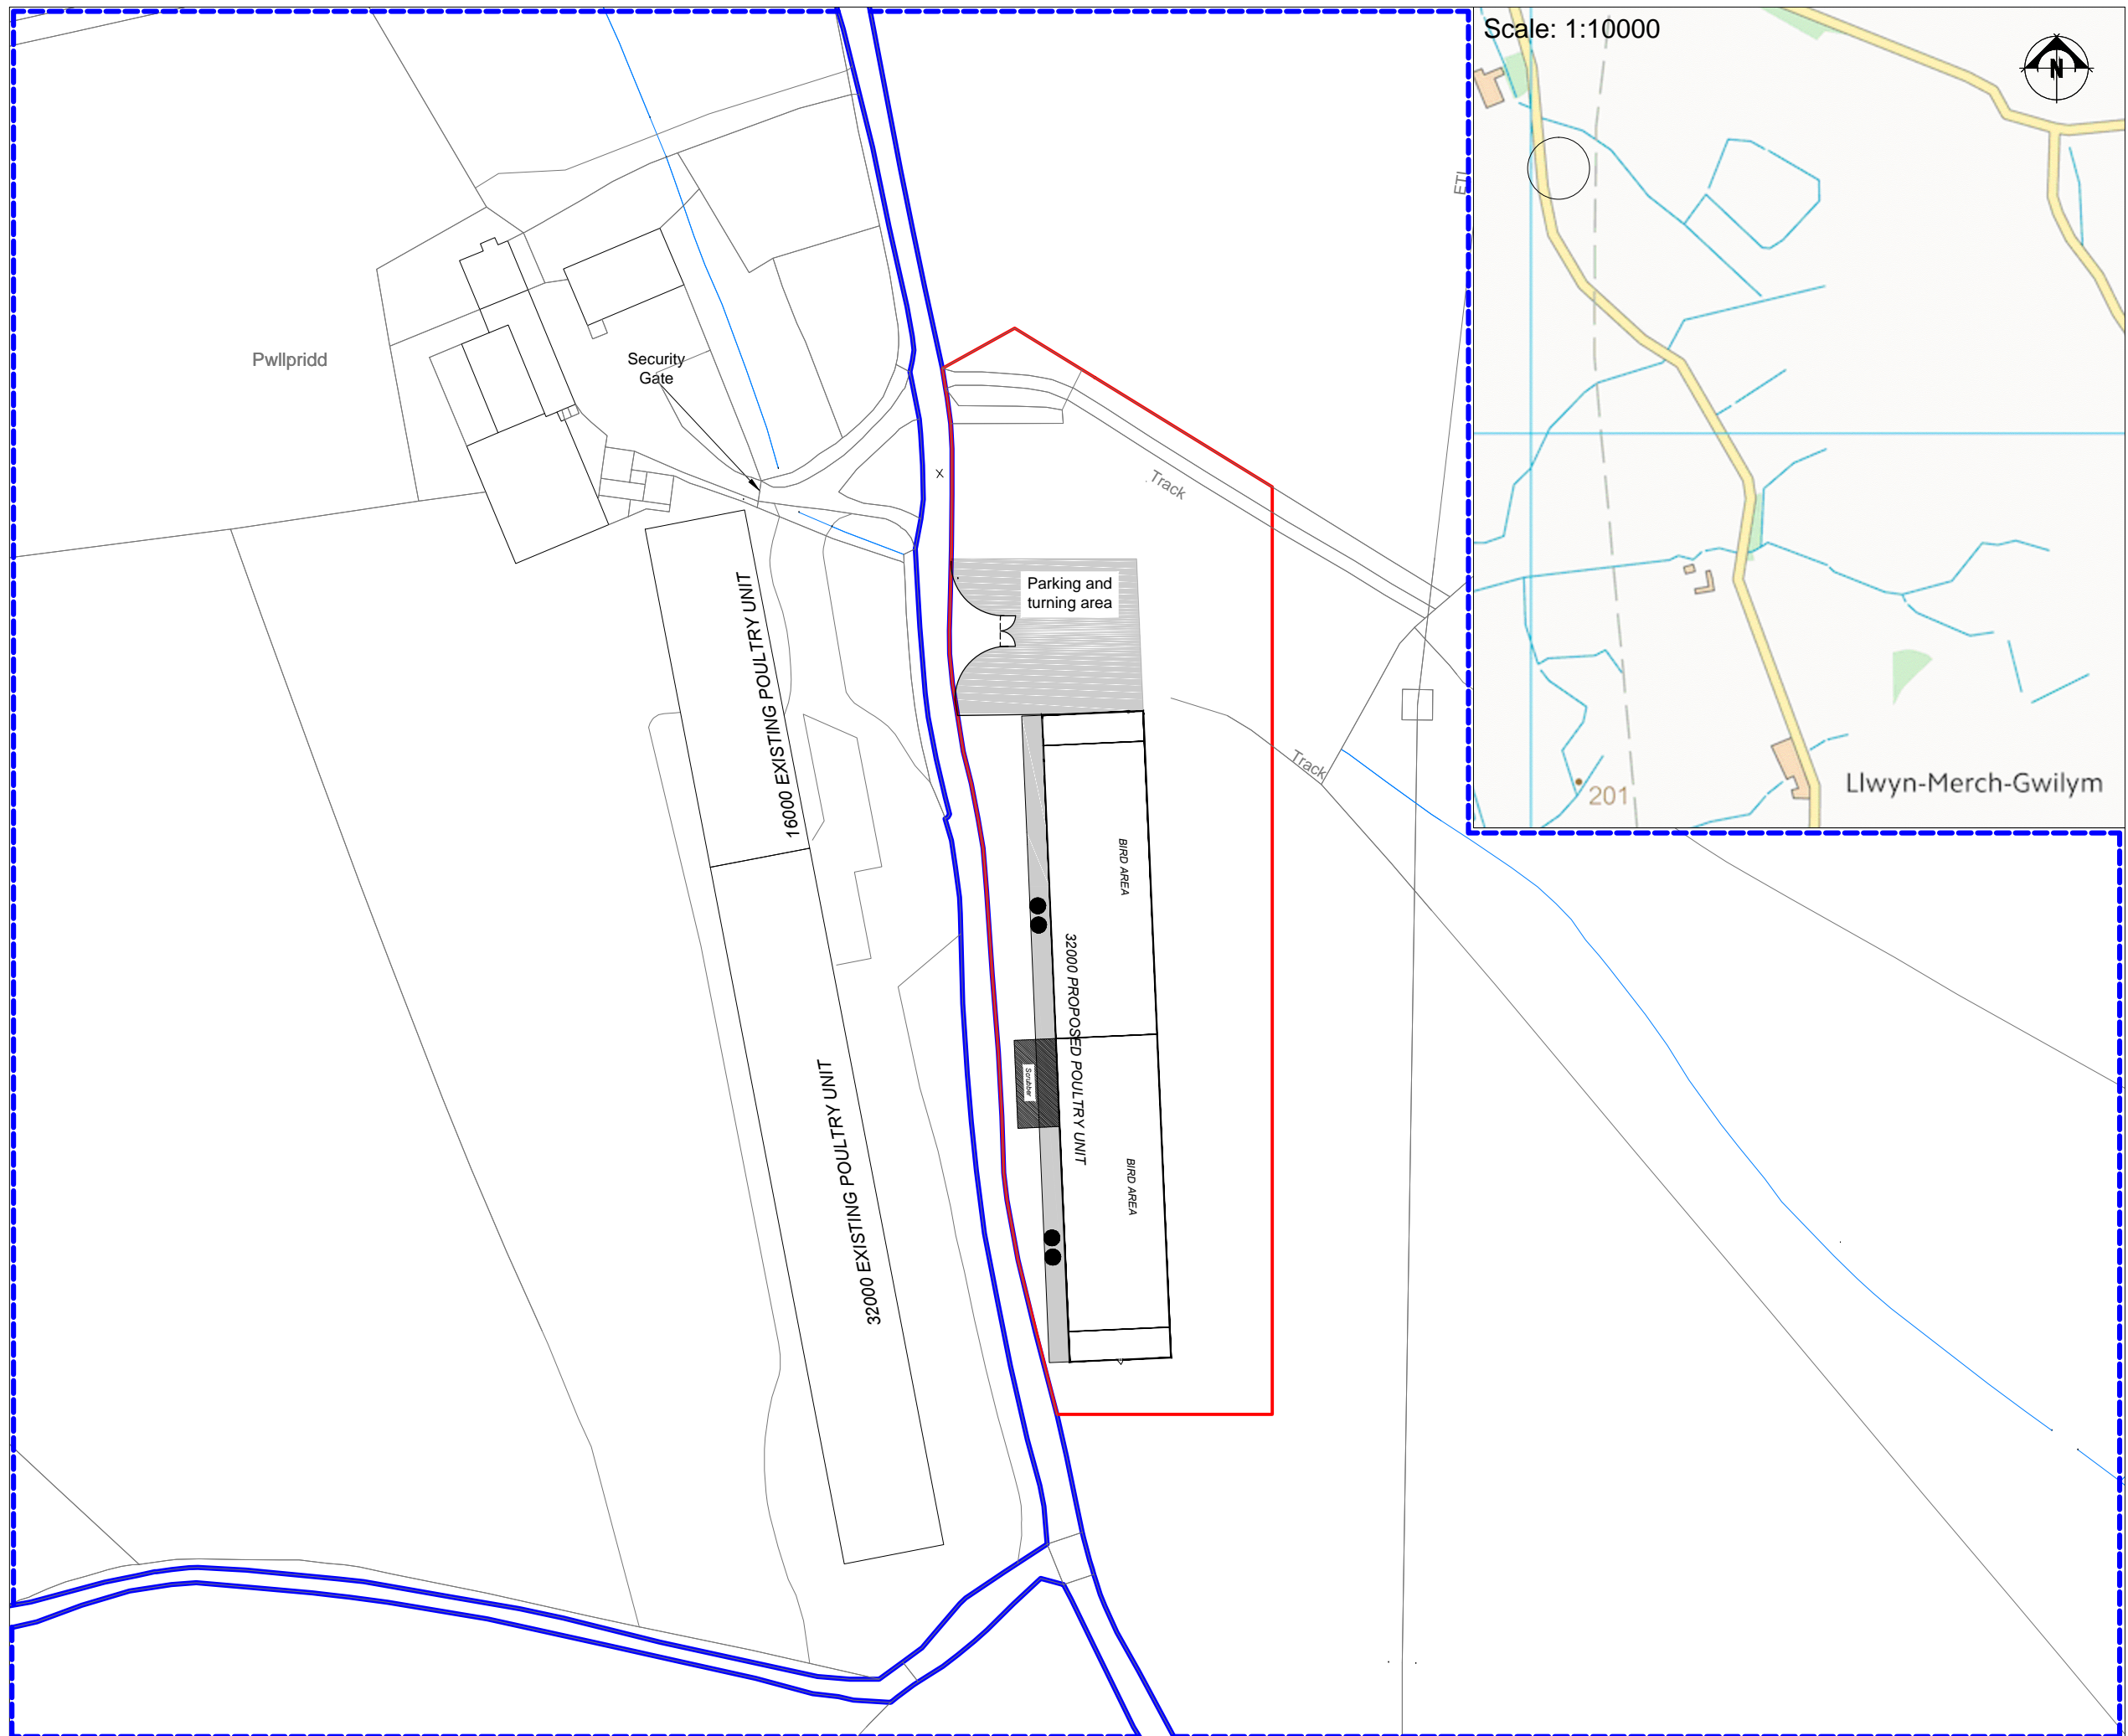 Scale: 1:10000
N
ETL
Pwllpridd
Security
Gate
X
Track
Parking and
turning area
16000 EXISTING POULTRY UNIT
Track
201
Llwyn-Merch-Gwilym
BIRD AREA
32000 PROPOSED POULTRY UNIT
Scrubber
32000 EXISTING POULTRY UNIT
BIRD AREA